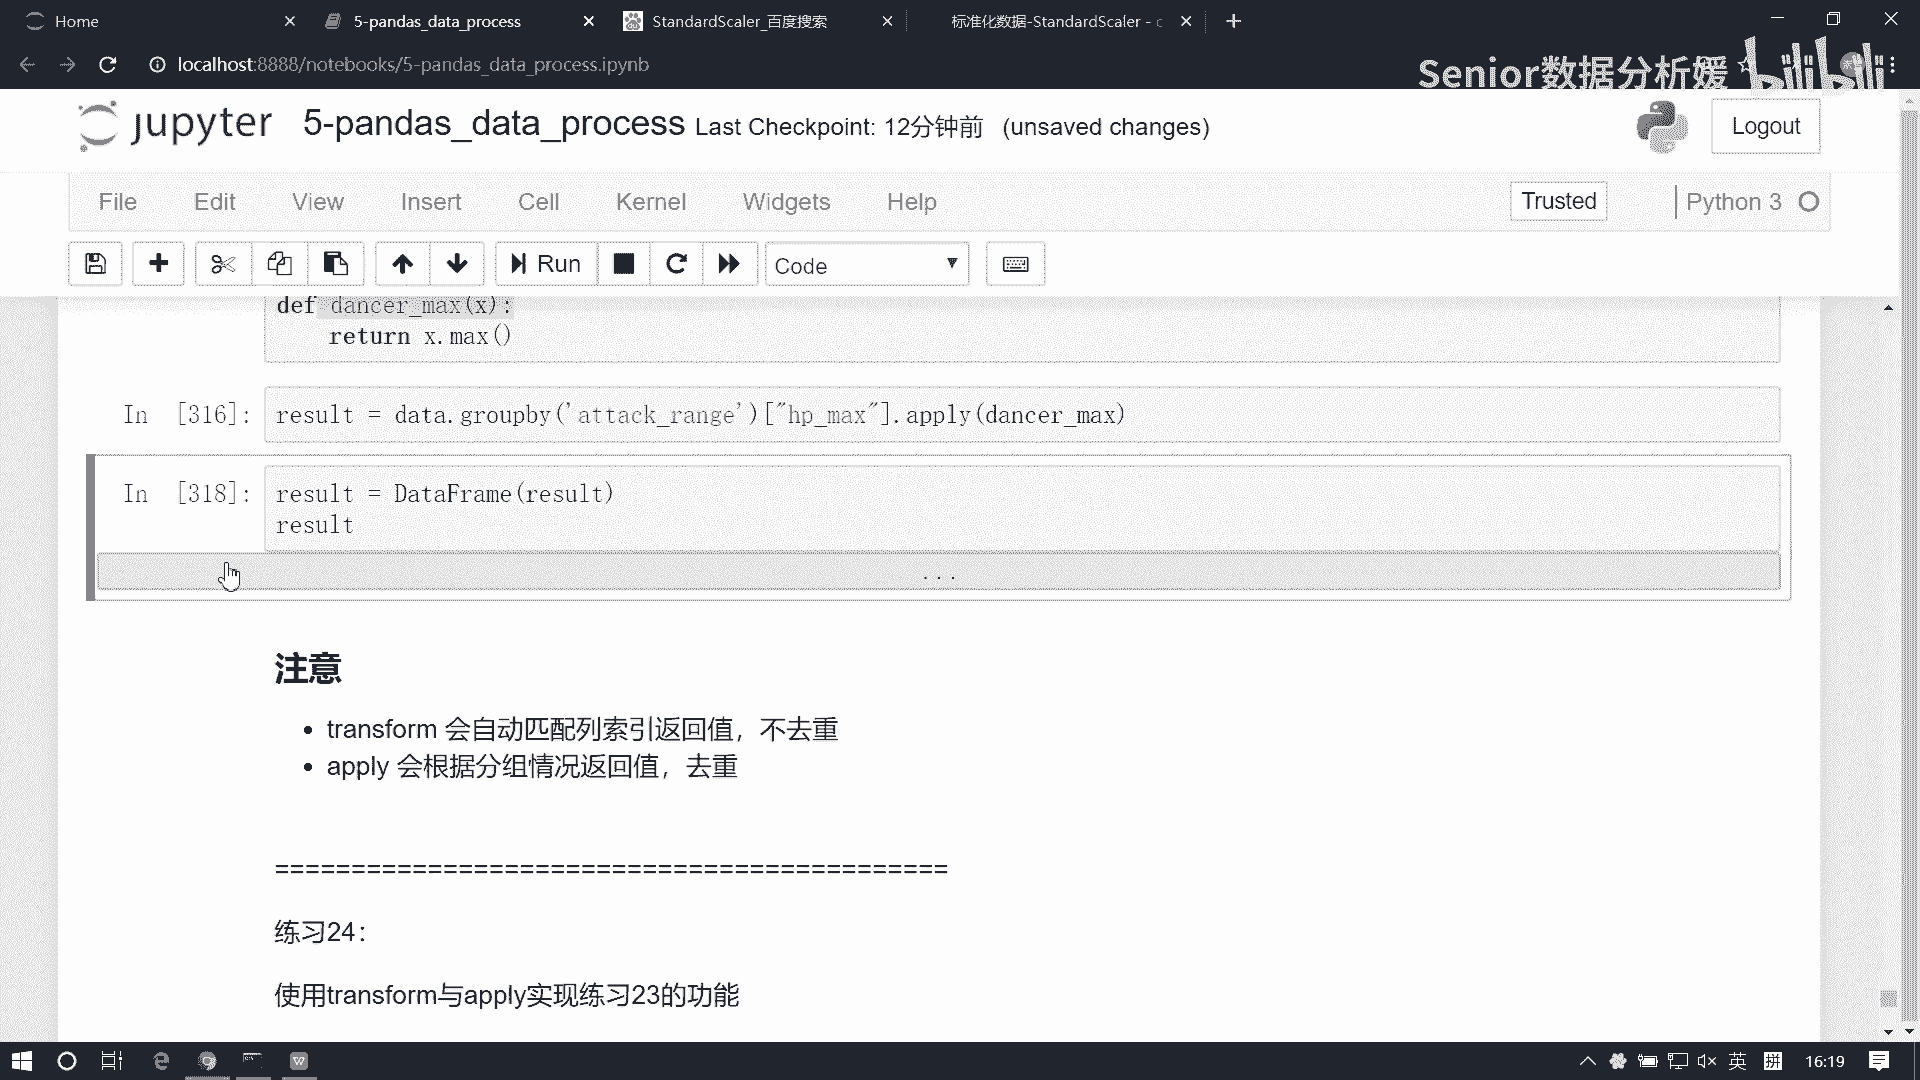 Home
5-pandas_data_process
StandardScaler_百度搜索
标准化数据-StandardScaler - c
localhost:8888/notebooks/5-pandas_data_process.ipynb
Senior数据分析媛 bilibili
jupyter 5-pandas_data_process Last Checkpoint: 12分钟前 (unsaved changes)
Logout
File Edit View Insert Cell Kernel Widgets Help
Trusted
Python 3
Run
Code
def dancer_max(x):
return x.max()
In [316]: result = data.groupby('attack_range')["hp_max"].apply(dancer_max)
In [318]: result = DataFrame(result)
result
...
注意
• transform 会自动匹配列索引返回值，不去重
• apply 会根据分组情况返回值，去重
============================================
练习24：
使用transform与apply实现练习23的功能
英 拼 16:19